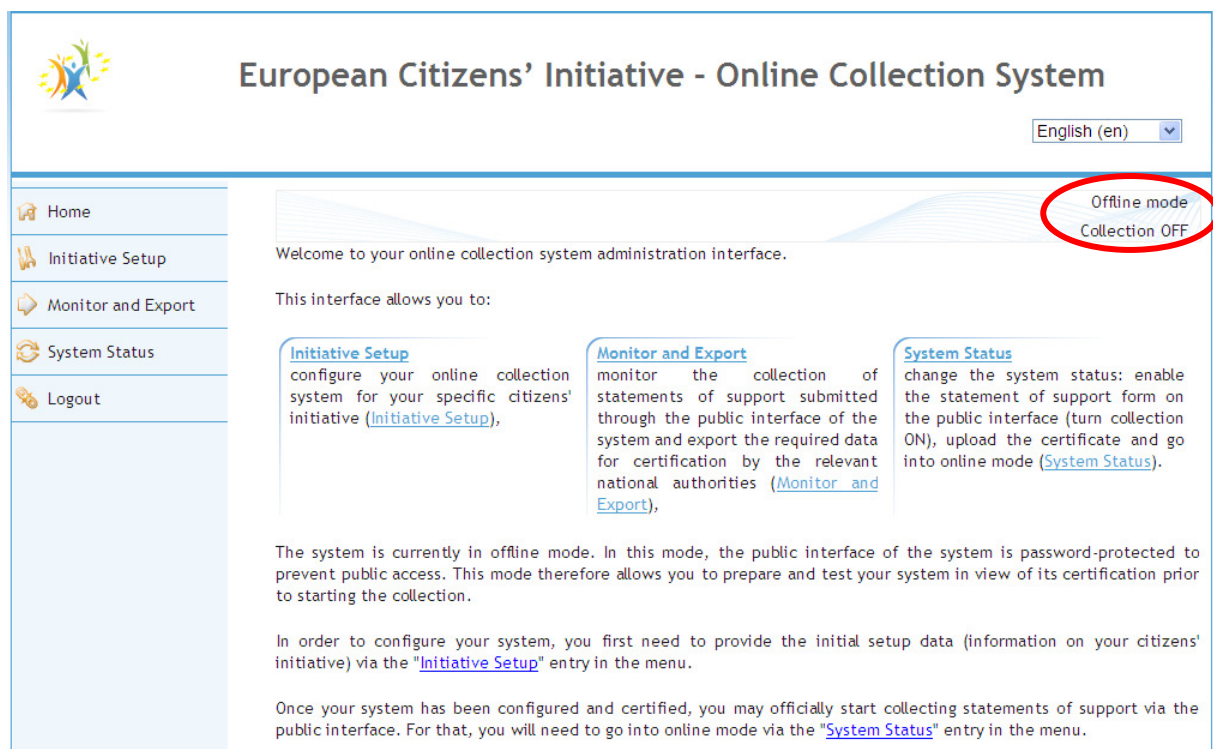 European Citizens' Initiative - Online Collection System
English (en)
Home
Initiative Setup
Monitor and Export
System Status
Logout
Offline mode
Collection OFF
Welcome to your online collection system administration interface.
This interface allows you to:
Initiative Setup
configure your online collection
system for your specific citizens'
initiative (Initiative Setup),
Monitor and Export
monitor the collection of
statements of support submitted
through the public interface of the
system and export the required data
for certification by the relevant
national authorities (Monitor and
Export),
System Status
change the system status: enable
the statement of support form on
the public interface (turn collection
ON), upload the certificate and go
into online mode (System Status).
The system is currently in offline mode. In this mode, the public interface of the system is password-protected to
prevent public access. This mode therefore allows you to prepare and test your system in view of its certification prior
to starting the collection.
In order to configure your system, you first need to provide the initial setup data (information on your citizens'
initiative) via the "Initiative Setup" entry in the menu.
Once your system has been configured and certified, you may officially start collecting statements of support via the
public interface. For that, you will need to go into online mode via the "System Status" entry in the menu.